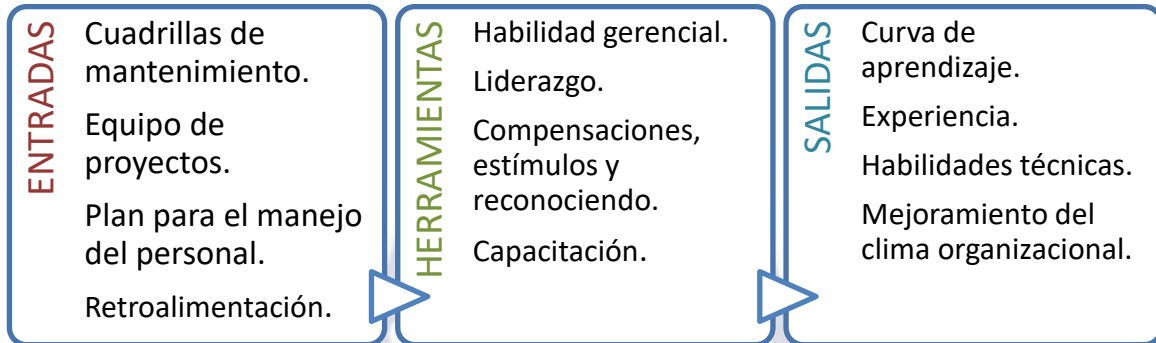 ENTRADAS
Cuadrillas de
mantenimiento.
Equipo de
proyectos.
Plan para el manejo
del personal.
Retroalimentación.
HERRAMIENTAS
Habilidad gerencial.
Liderazgo.
Compensaciones,
estímulos y
reconociendo.
Capacitación.
SALIDAS
Curva de
aprendizaje.
Experiencia.
Habilidades técnicas.
Mejoramiento del
clima organizacional.